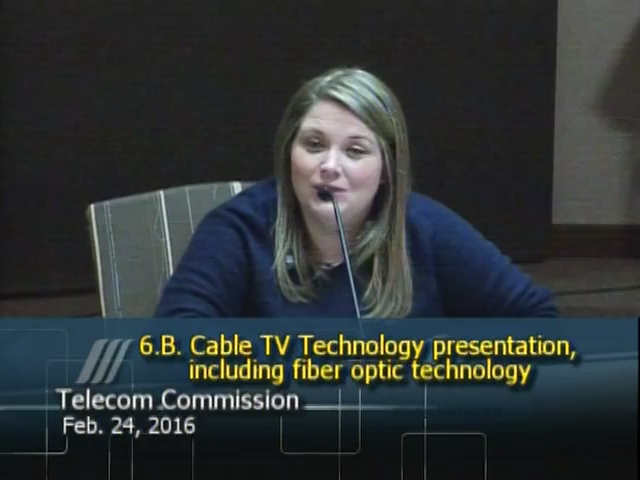 6.B. Cable TV Technology presentation,
including fiber optic technology
Telecom Commission
Feb. 24, 2016